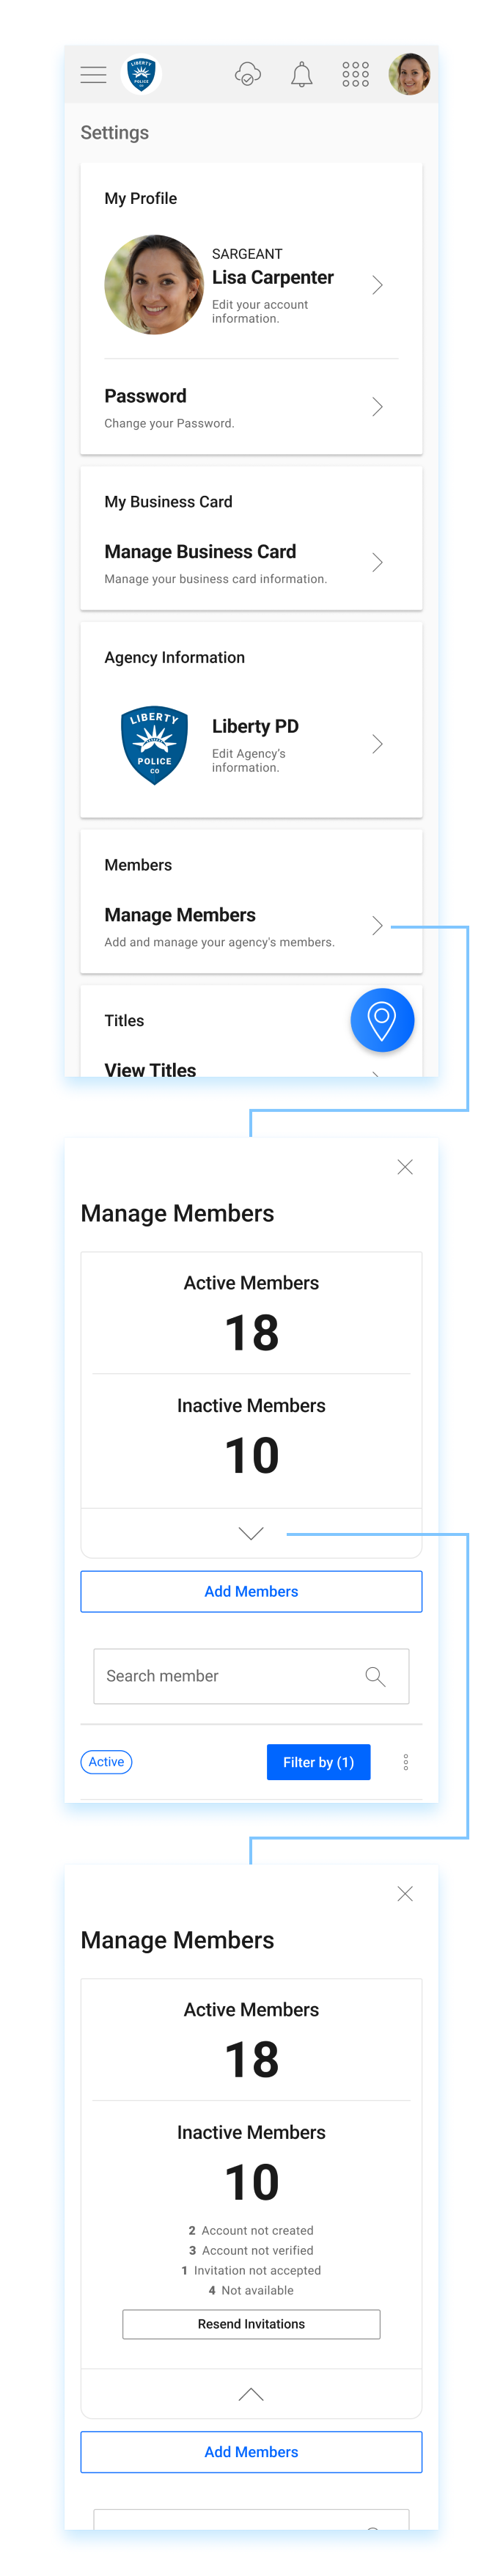 LIBERTY
POLICE
CO
Settings
My Profile
SARGEANT
Lisa Carpenter
Edit your account
information.
Password
Change your Password.
My Business Card
Manage Business Card
Manage your business card information.
Agency Information
LIBERTY
POLICE
CO
Liberty PD
Edit Agency's
information.
Members
Manage Members
Add and manage your agency's members.
Titles
View Titles
Manage Members
Active Members
18
Inactive Members
10
Add Members
Search member
Active
Filter by (1)
Manage Members
Active Members
18
Inactive Members
10
2 Account not created
3 Account not verified
1 Invitation not accepted
4 Not available
Resend Invitations
Add Members